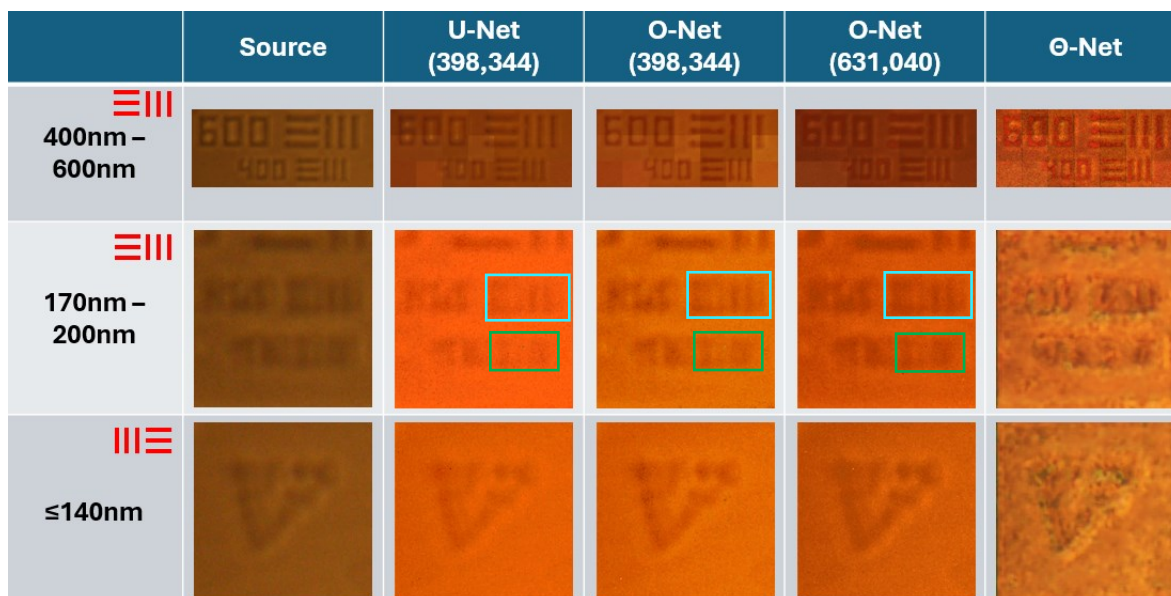 Source
U-Net
(398,344)
O-Net
(398,344)
O-Net
(631,040)
Θ-Net
400nm –
600nm
600 600 600 600 600
400 400 400 400 400
170nm –
200nm
≤140nm